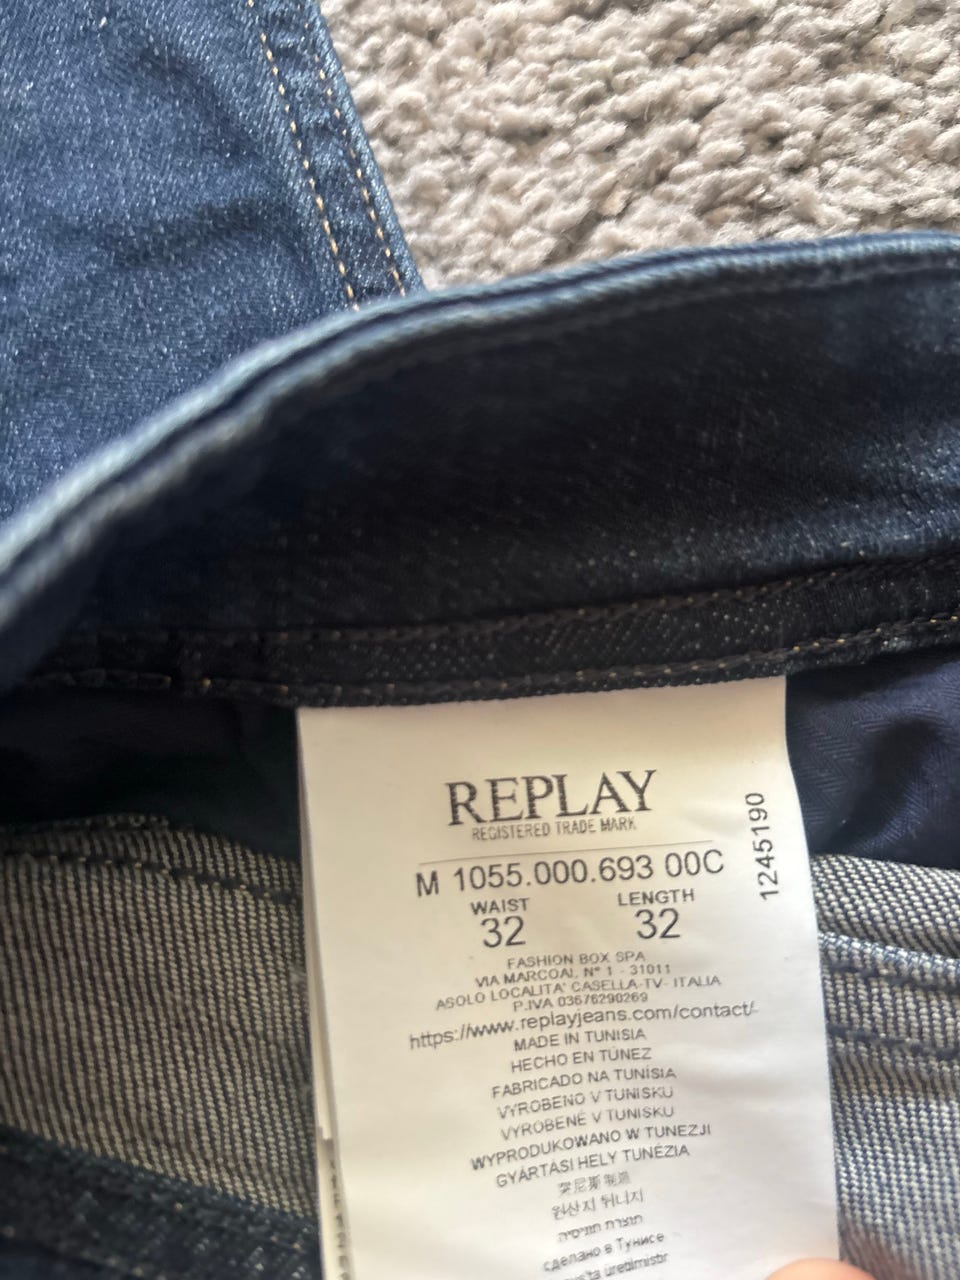 REPLAY
REGISTERED TRADE MARK
M 1055.000.693 00C
1245190
WAIST LENGTH
32 32
FASHION BOX SPA
VIA MARCOAI, N° 1 - 31011
ASOLO LOCALITA' CASELLA-TV- ITALIA
P.IVA 03676290269
https://www.replayjeans.com/contact/
MADE IN TUNISIA
HECHO EN TÚNEZ
FABRICADO NA TUNÍSIA
VYROBENO V TUNISKU
VYROBENÉ V TUNISKU
WYPRODUKOWANO W TUNEZJI
GYÁRTÁSI HELY TUNÉZIA
突尼斯制造
원산지 튀니지
תוצרת תוניסיה
сделано в Тунисе
üretilmiştir